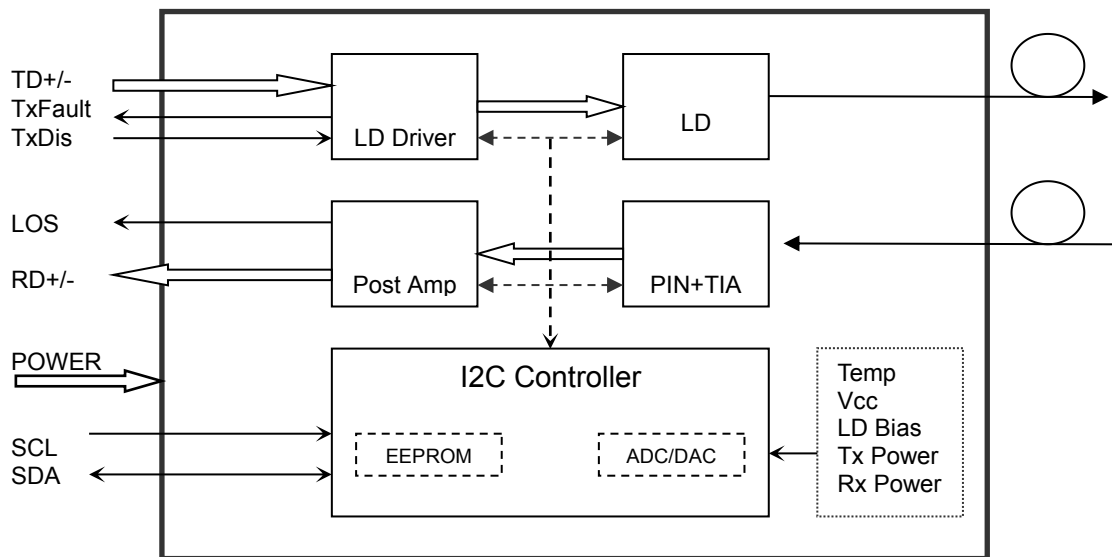 TD+/-
TxFault
TxDis
LD Driver
LD
LOS
RD+/-
Post Amp
PIN+TIA
POWER
I2C Controller
SCL
SDA
EEPROM
ADC/DAC
Temp
Vcc
LD Bias
Tx Power
Rx Power